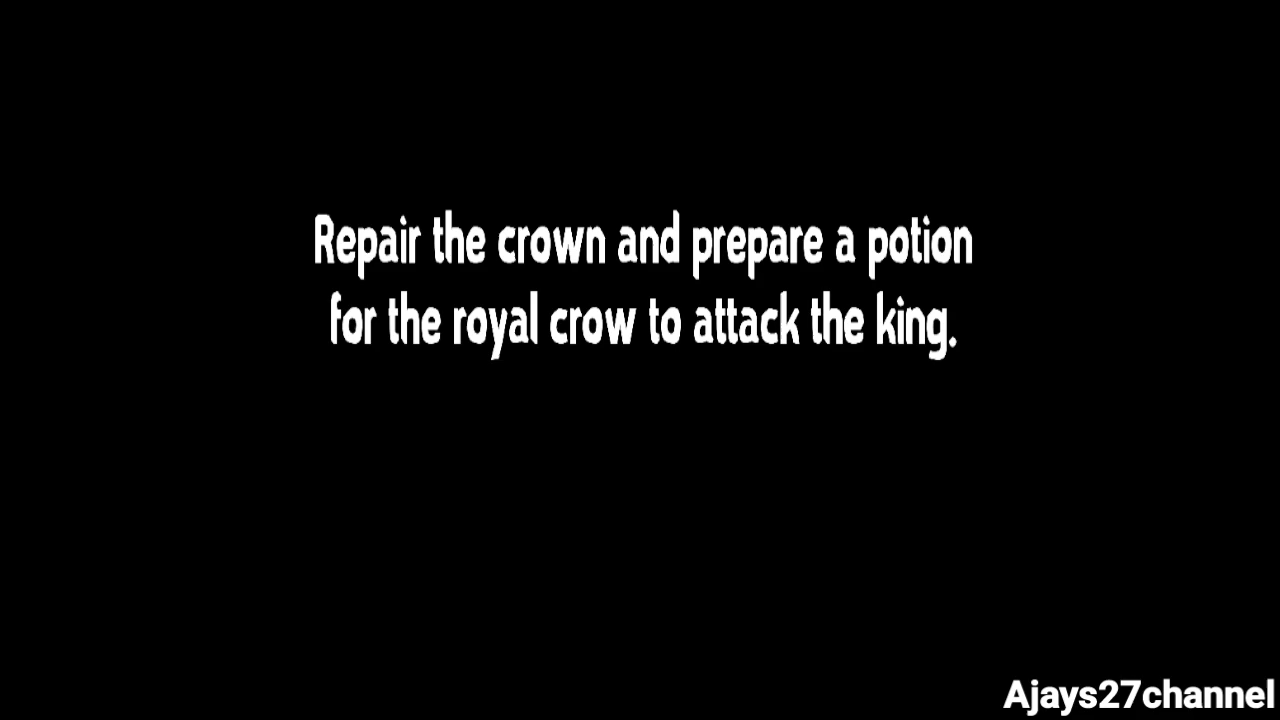 Repair the crown and prepare a potion
for the royal crow to attack the king.
Ajays27channel